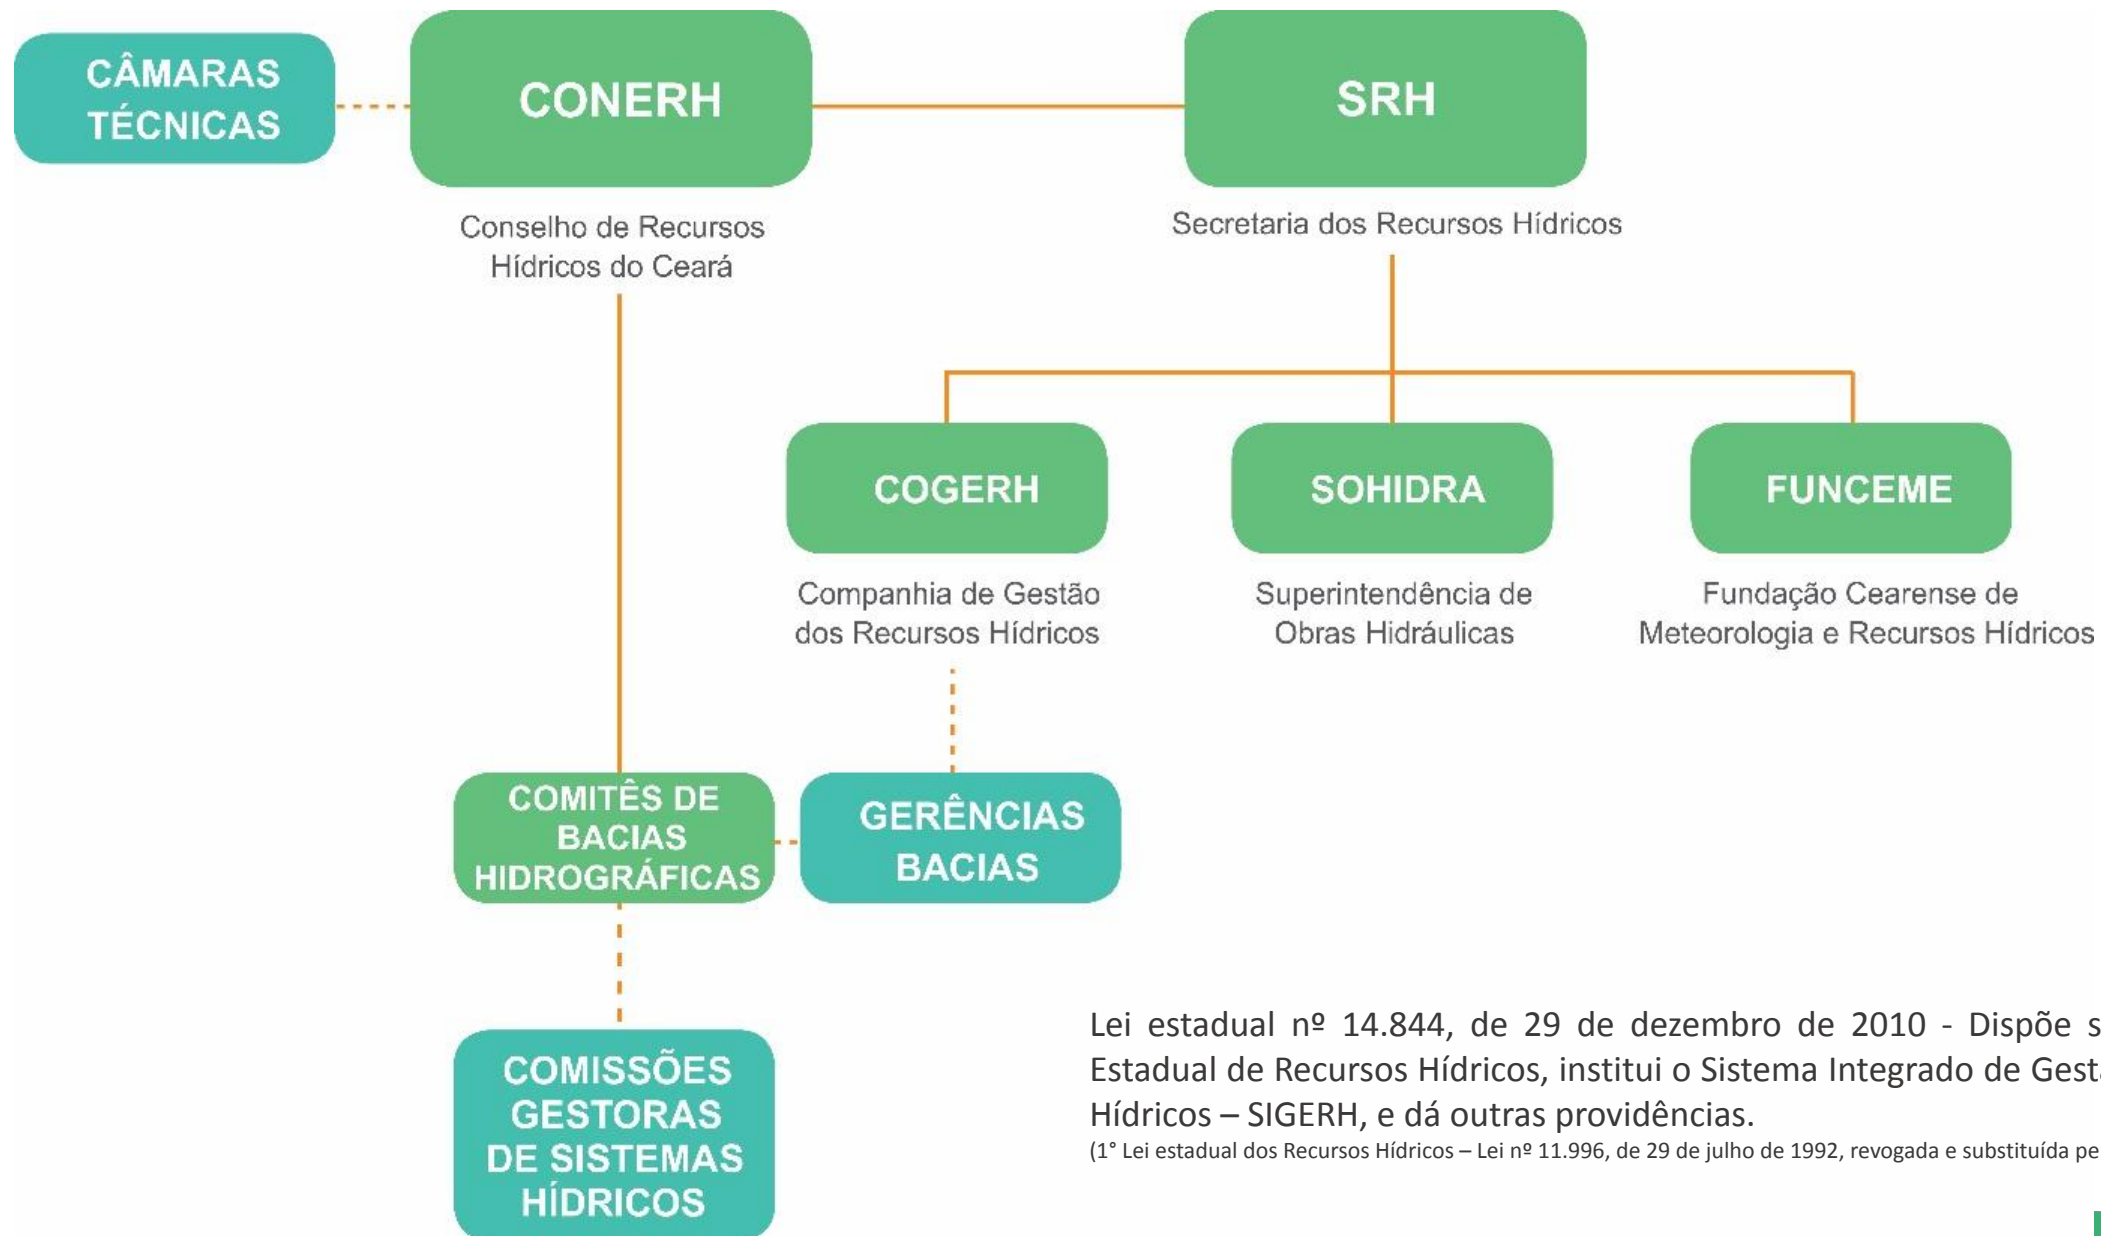 CÂMARAS
TÉCNICAS
CONERH
SRH
Conselho de Recursos
Hídricos do Ceará
Secretaria dos Recursos Hídricos
COGERH
SOHIDRA
FUNCEME
Companhia de Gestão
dos Recursos Hídricos
Superintendência de
Obras Hidráulicas
Fundação Cearense de
Meteorologia e Recursos Hídricos
COMITÊS DE
BACIAS
HIDROGRÁFICAS
GERÊNCIAS
BACIAS
COMISSÕES
GESTORAS
DE SISTEMAS
HÍDRICOS
Lei estadual nº 14.844, de 29 de dezembro de 2010 - Dispõe
Estadual de Recursos Hídricos, institui o Sistema Integrado de
Hídricos – SIGERH, e dá outras providências.
(1° Lei estadual dos Recursos Hídricos – Lei nº 11.996, de 29 de julho de 1992, revogada e substituída